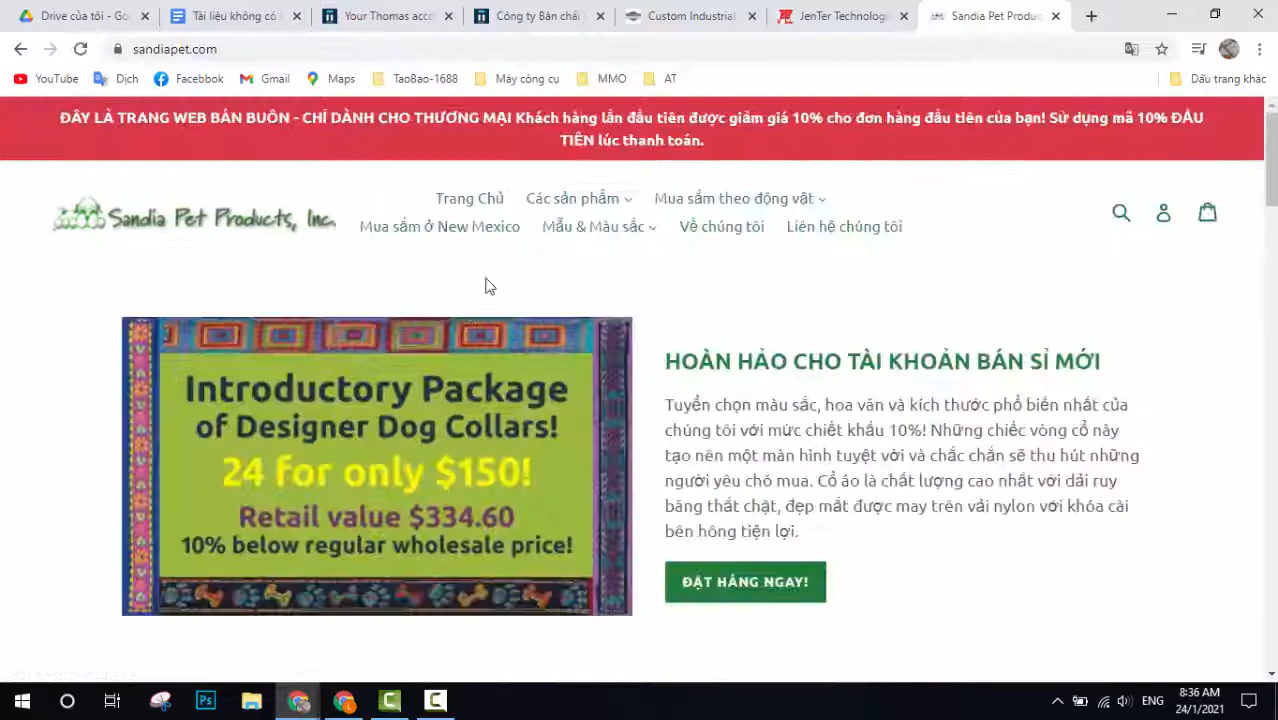 Drive của tôi - Go
Tài liệu không có t
Your Thomas acco
Công ty Bàn chải
Custom Industrial
JenTer Technologi
Sandia Pet Produc
sandiapet.com
YouTube
Dịch
Facebbok
Gmail
Maps
TaoBao-1688
Máy công cu
MMO
AT
Dấu trang khác
ĐÂY LÀ TRANG WEB BÁN BUÔN - CHỈ DÀNH CHO THƯƠNG MẠI Khách hàng lần đầu tiên được giảm giá 10% cho đơn hàng đầu tiên của bạn! Sử dụng mã 10% ĐẦU
TIÊN lúc thanh toán.
Sandia Pet Products, Inc.
Trang Chủ
Các sản phẩm
Mua sắm theo động vật
Mua sắm ở New Mexico
Mẫu & Màu sắc
Về chúng tôi
Liên hệ chúng tôi
Introductory Package
of Designer Dog Collars!
24 for only $150!
Retail value $334.60
10% below regular wholesale price!
HOÀN HẢO CHO TÀI KHOẢN BÁN SỈ MỚI
Tuyển chọn màu sắc, hoa văn và kích thước phổ biến nhất của
chúng tôi với mức chiết khấu 10%! Những chiếc vòng cổ này
tạo nên một màn hình tuyệt vời và chắc chắn sẽ thu hút những
người yêu chó mua. Cổ áo là chất lượng cao nhất với dải ruy
băng thắt chặt, đẹp mắt được may trên vải nylon với khóa cài
bên hông tiện lợi.
ĐẶT HÀNG NGAY!
Ps
ENG
8:36 AM
24/1/2021